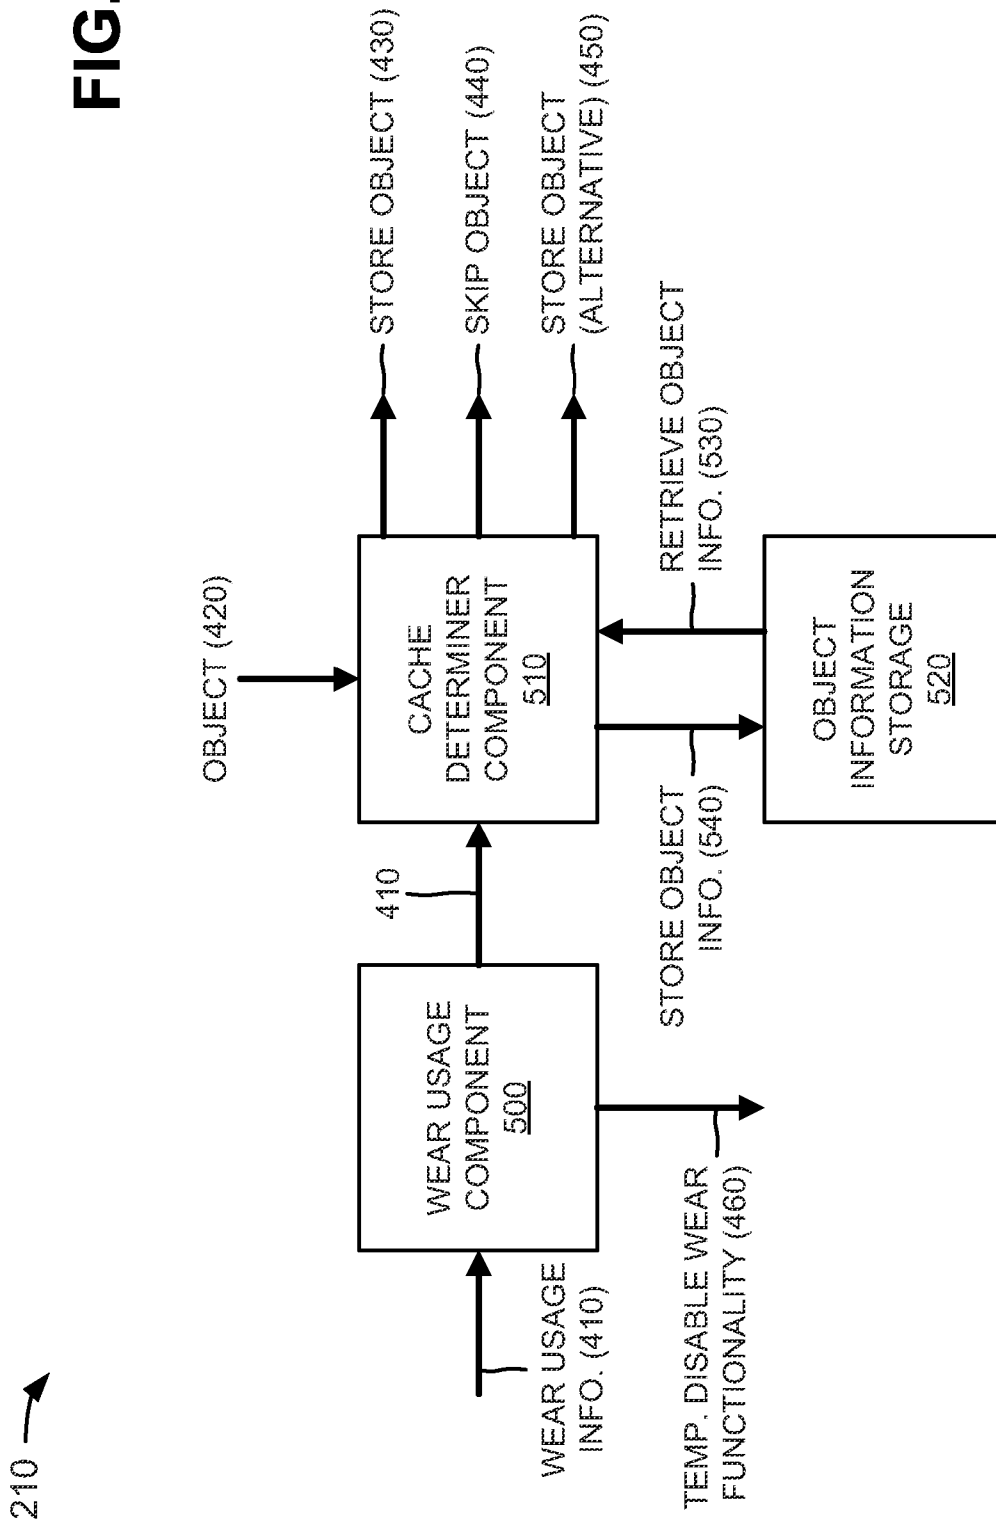 210
FIG.
OBJECT (420)
WEAR USAGE
INFO. (410)
WEAR USAGE
COMPONENT
500
410
CACHE
DETERMINER
COMPONENT
510
STORE OBJECT (430)
SKIP OBJECT (440)
STORE OBJECT
(ALTERNATIVE) (450)
TEMP. DISABLE WEAR
FUNCTIONALITY (460)
STORE OBJECT
INFO. (540)
RETRIEVE OBJECT
INFO. (530)
OBJECT
INFORMATION
STORAGE
520